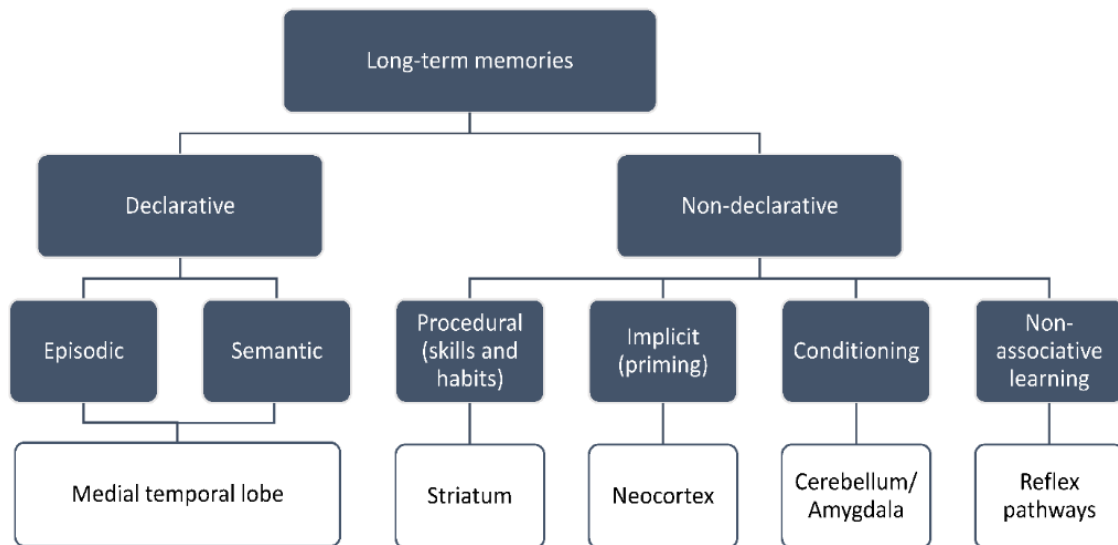 Long-term memories
Declarative
Non-declarative
Episodic
Semantic
Procedural
(skills and
habits)
Implicit
(priming)
Conditioning
Non-
associative
learning
Medial temporal lobe
Striatum
Neocortex
Cerebellum/
Amygdala
Reflex
pathways